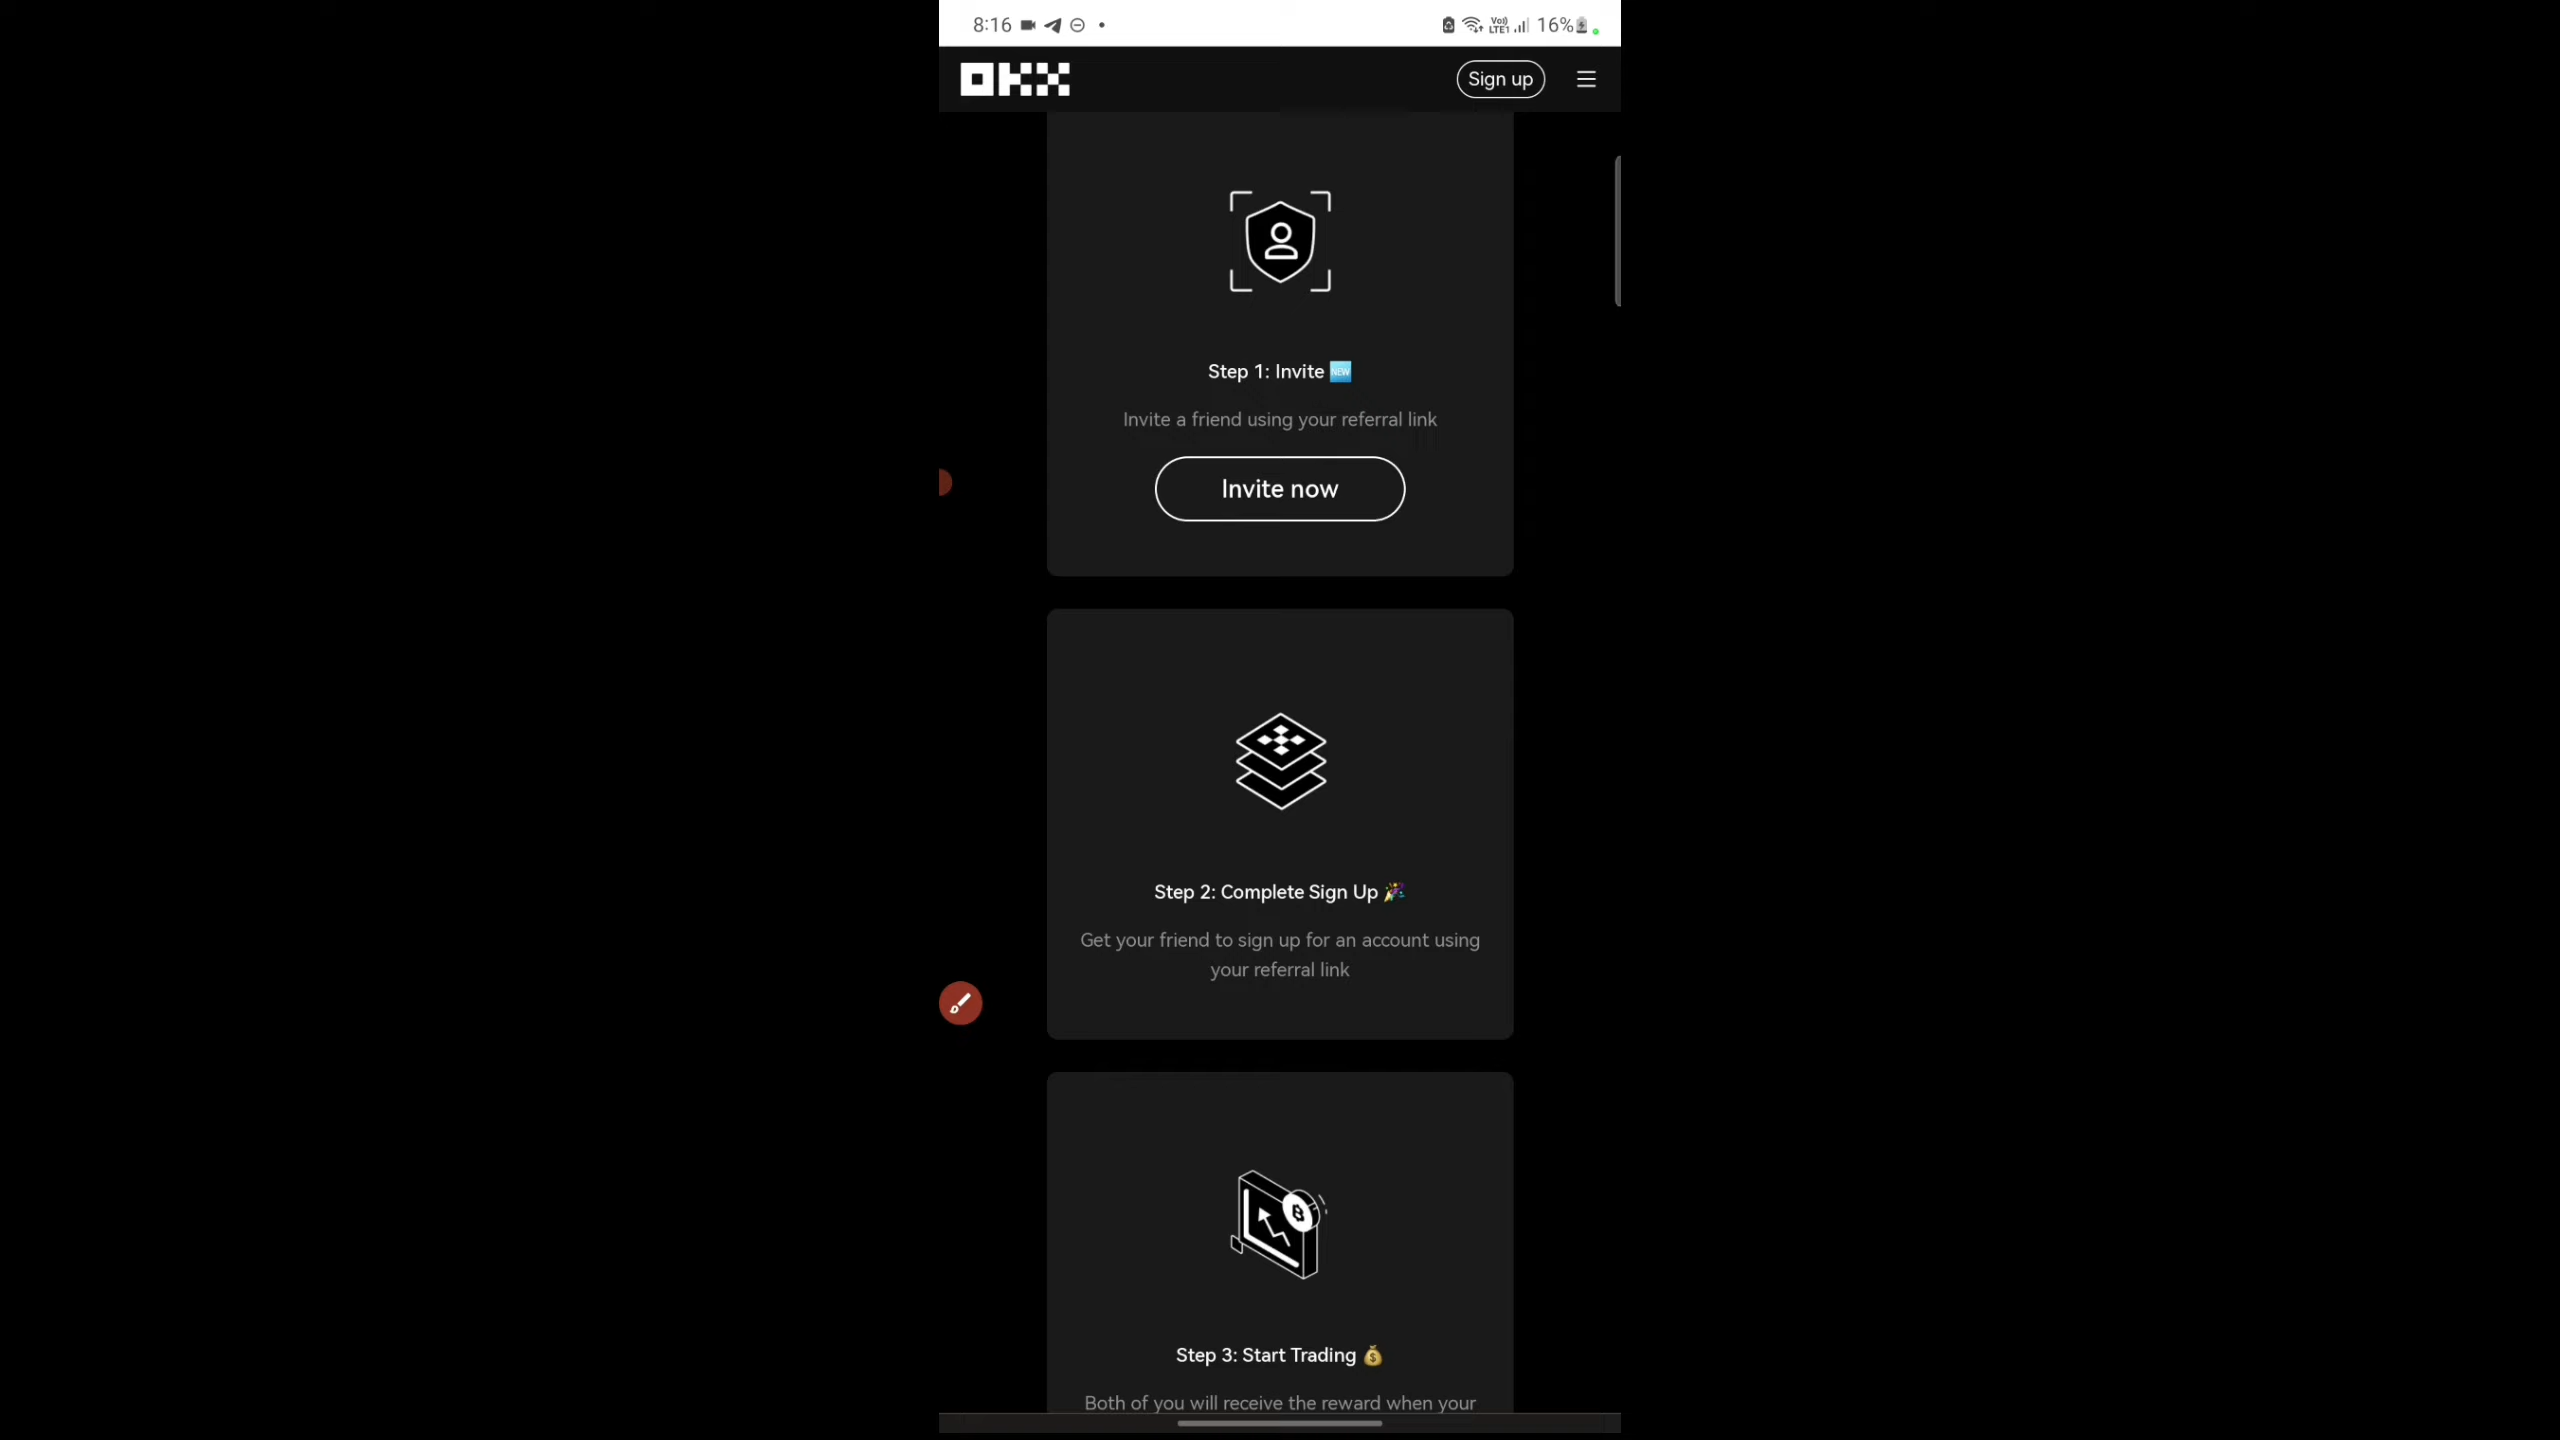 8:16
Vo)) LTE1 16%
OKX
Sign up
Step 1: Invite 🆕
Invite a friend using your referral link
Invite now
Step 2: Complete Sign Up 🎉
Get your friend to sign up for an account using
your referral link
Step 3: Start Trading 💰
Both of you will receive the reward when your